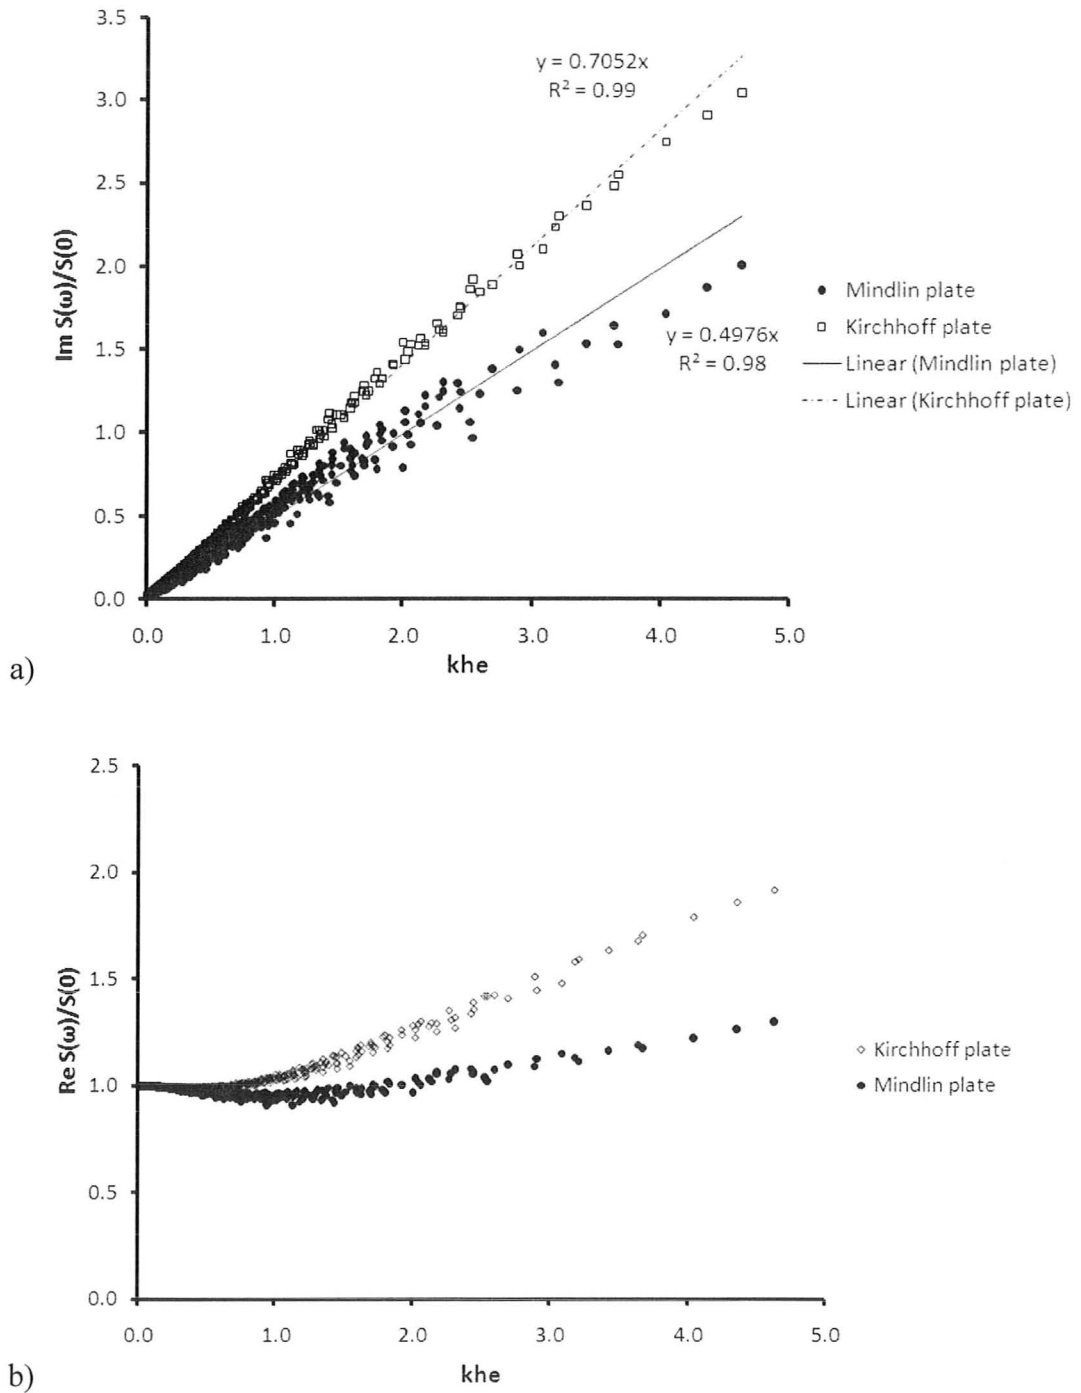 3.5
3.0
2.5
2.0
1.5
1.0
0.5
0.0
Im S(ω)/S(0)
y = 0.7052x
R² = 0.99
y = 0.4976x
R² = 0.98
Mindlin plate
Kirchhoff plate
Linear (Mindlin plate)
Linear (Kirchhoff plate)
0.0 1.0 2.0 3.0 4.0 5.0
khe
a)
2.5
2.0
1.5
1.0
0.5
0.0
Re S(ω)/S(0)
Kirchhoff plate
Mindlin plate
0.0 1.0 2.0 3.0 4.0 5.0
khe
b)